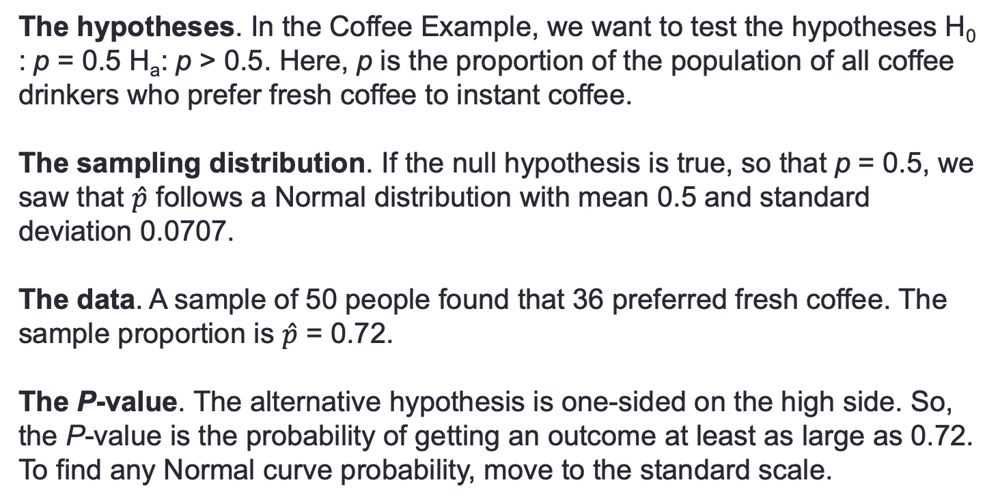 The hypotheses. In the Coffee Example, we want to test the hypotheses H₀
: p = 0.5 Hₐ: p > 0.5. Here, p is the proportion of the population of all coffee
drinkers who prefer fresh coffee to instant coffee.
The sampling distribution. If the null hypothesis is true, so that p = 0.5, we
saw that p̂ follows a Normal distribution with mean 0.5 and standard
deviation 0.0707.
The data. A sample of 50 people found that 36 preferred fresh coffee. The
sample proportion is p̂ = 0.72.
The P-value. The alternative hypothesis is one-sided on the high side. So,
the P-value is the probability of getting an outcome at least as large as 0.72.
To find any Normal curve probability, move to the standard scale.